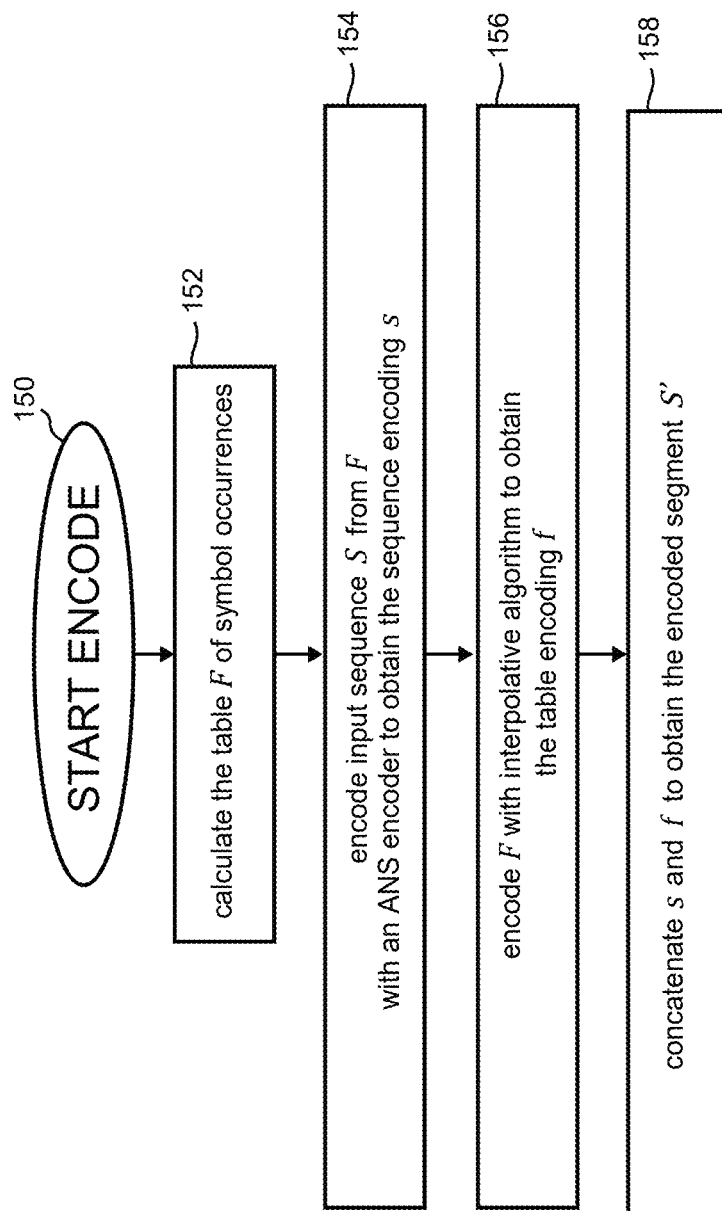 150
START ENCODE
152
calculate the table F of symbol occurrences
154
encode input sequence S from F
with an ANS encoder to obtain the sequence encoding s
156
encode F with interpolative algorithm to obtain
the table encoding f
158
concatenate s and f to obtain the encoded segment S'